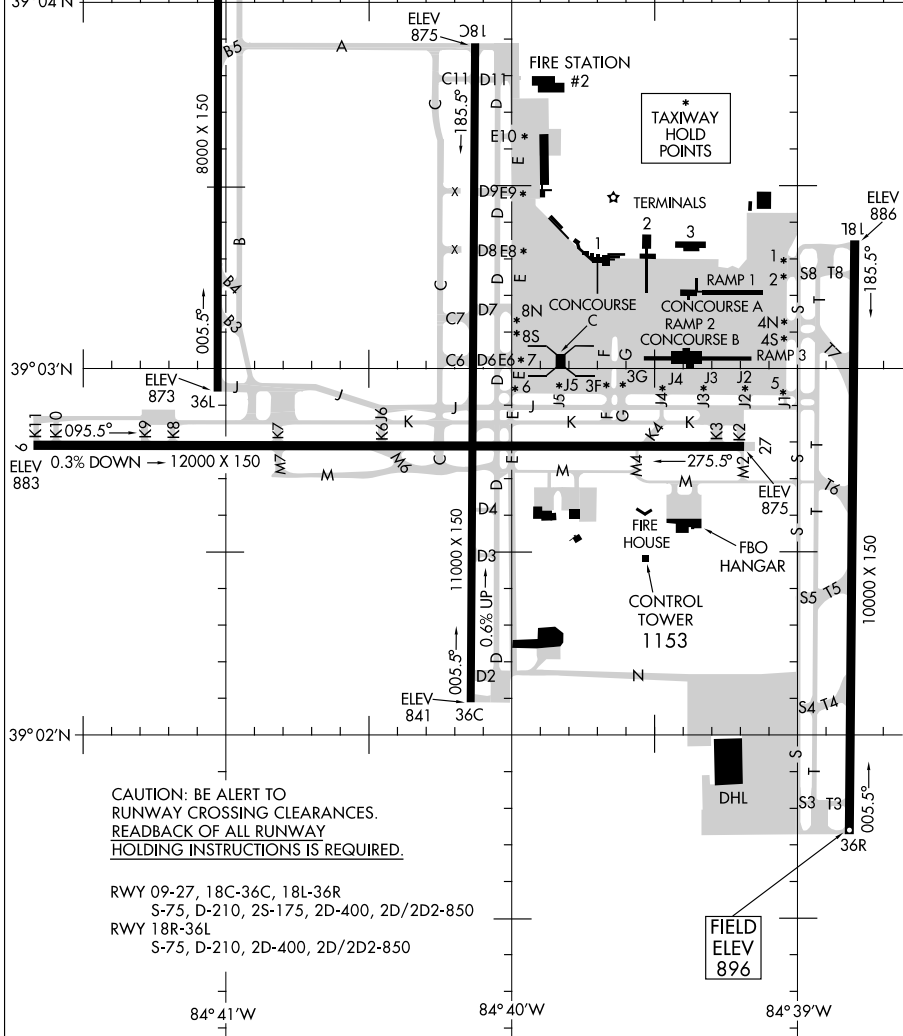 39° 04'N
ELEV
875
18C
A
B5
FIRE STATION
#2
C11
D11
C
D
185.5°
8000 X 150
*
TAXIWAY
HOLD
POINTS
E10 *
E
X
D9 E9 *
TERMINALS
ELEV
886
D
2
3
18L
B
X
D8 E8 *
1
1 *
S8
T8
185.5°
E
2 *
B4
C
RAMP 1
S
T
D7
8N
CONCOURSE
CONCOURSE A
C
C7
*
RAMP 2
4N *
B3
8S
CONCOURSE B
4S *
005.5°
F
G
T7
C6
D6 E6 * 7
RAMP 3
39° 03'N
ELEV
873
36L
J
D
E
* 6
* J5
3F *
* 3G
* J4
* J3
* J2
5 *
J
J
E
J
J5
F
J4
J3
J2
J1
K11
K10
K9
K8
K7
K6
J6
K
K
G
K4
K
K3
K2
6
095.5°
27
ELEV
883
0.3% DOWN
12000 X 150
M7
M
M6
C
E
D
M
M4
275.5°
M2
S
T
M
ELEV
875
T6
D4
11000 X 150
FIRE
HOUSE
FBO
HANGAR
S
T
D3
0.6% UP
CONTROL
TOWER
1153
S5
T5
10000 X 150
005.5°
D
D2
N
ELEV
841
36C
S4
T4
39° 02'N
S
T
DHL
S3
T3
005.5°
36R
CAUTION: BE ALERT TO
RUNWAY CROSSING CLEARANCES.
READBACK OF ALL RUNWAY
HOLDING INSTRUCTIONS IS REQUIRED.
RWY 09-27, 18C-36C, 18L-36R
S-75, D-210, 2S-175, 2D-400, 2D/2D2-850
RWY 18R-36L
S-75, D-210, 2D-400, 2D/2D2-850
FIELD
ELEV
896
84° 41'W
84° 40'W
84° 39'W